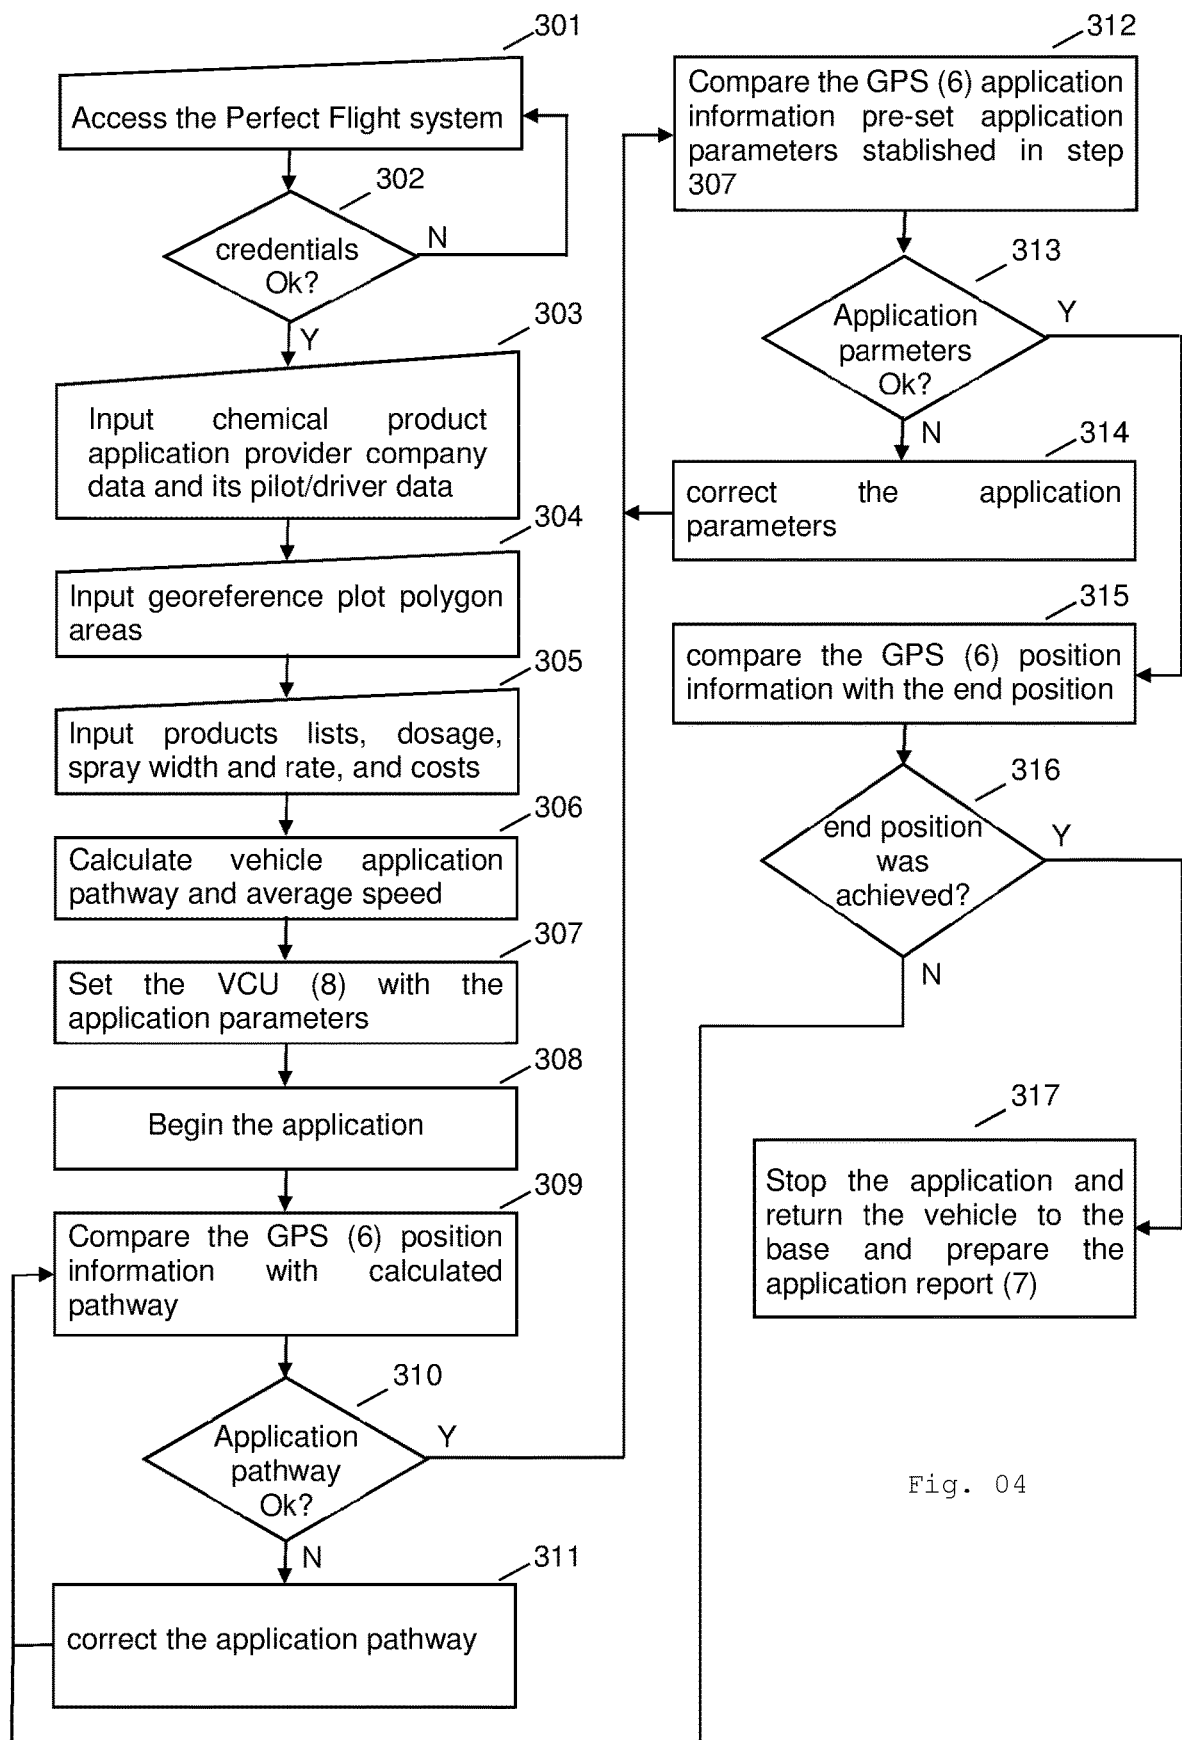 301
Access the Perfect Flight system
302
credentials
Ok?
N
Y
303
Input chemical product
application provider company
data and its pilot/driver data
304
Input georeference plot polygon
areas
305
Input products lists, dosage,
spray width and rate, and costs
306
Calculate vehicle application
pathway and average speed
307
Set the VCU (8) with the
application parameters
308
Begin the application
309
Compare the GPS (6) position
information with calculated
pathway
310
Application
pathway
Ok?
Y
N
311
correct the application pathway
312
Compare the GPS (6) application
information pre-set application
parameters stablished in step
307
313
Application
parmeters
Ok?
Y
N
314
correct the application
parameters
315
compare the GPS (6) position
information with the end position
316
end position
was
achieved?
Y
N
317
Stop the application and
return the vehicle to the
base and prepare the
application report (7)
Fig. 04